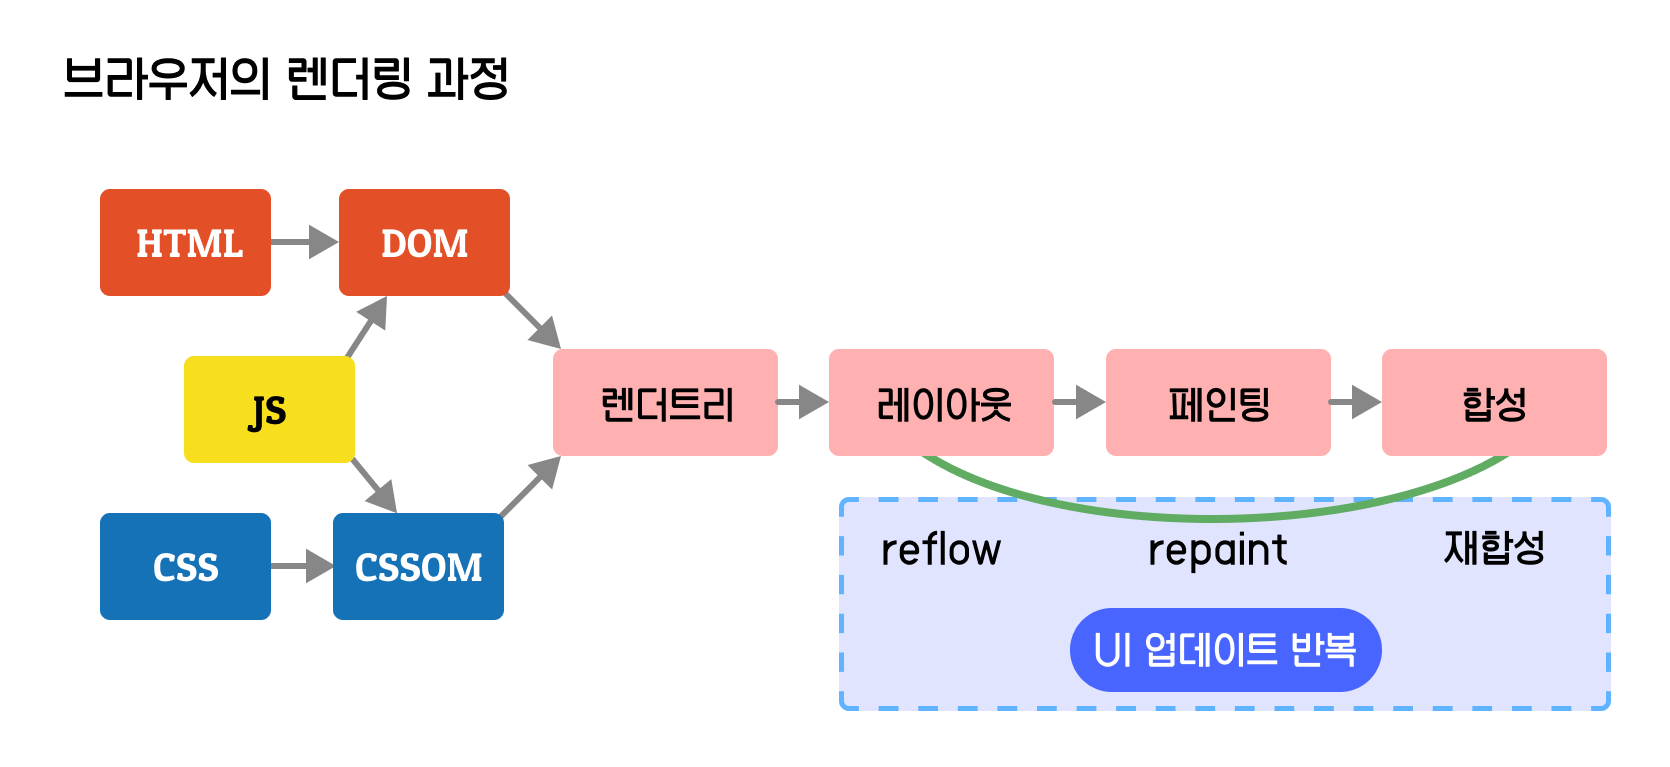 브라우저의 렌더링 과정
HTML
DOM
JS
렌더트리
레이아웃
페인팅
합성
CSS
CSSOM
reflow
repaint
재합성
UI 업데이트 반복